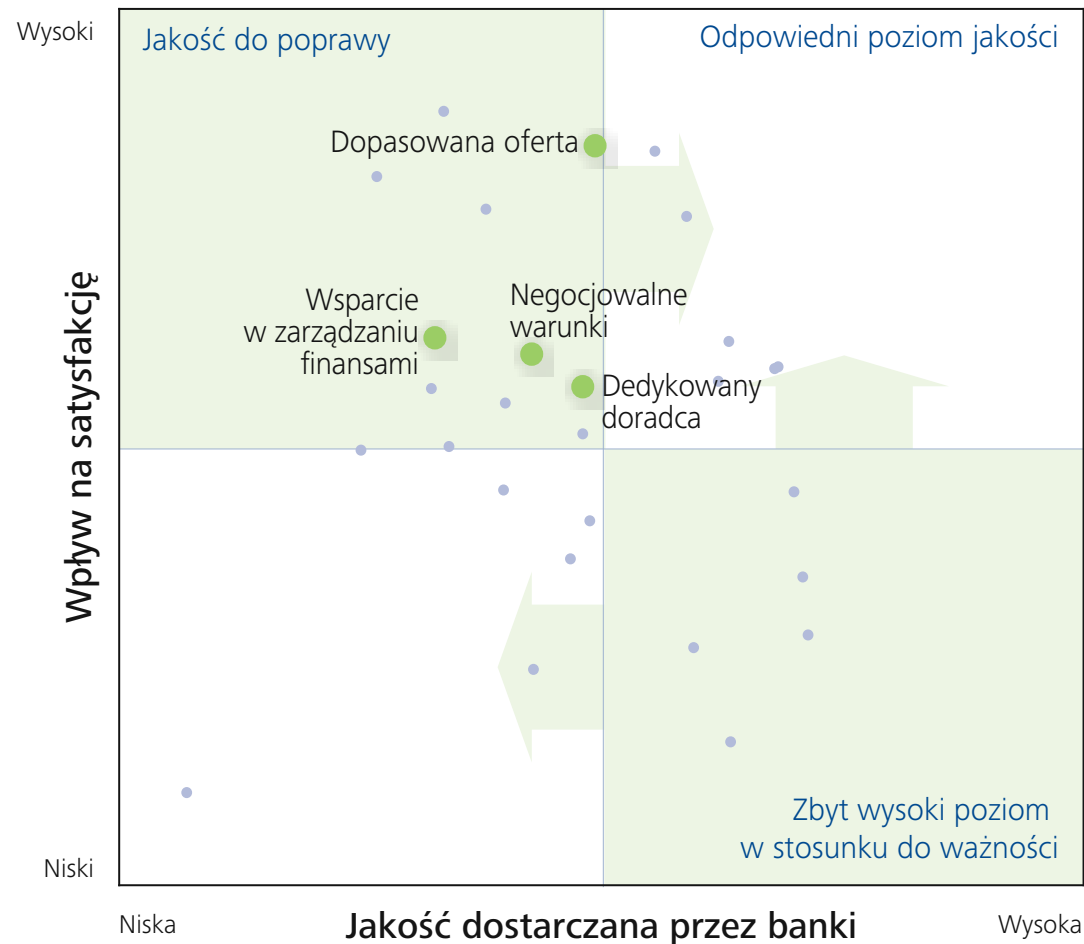 Wysoki
Jakość do poprawy
Odpowiedni poziom jakości
Dopasowana oferta
Wsparcie
w zarządzaniu
finansami
Negocjowalne
warunki
Dedykowany
doradca
Wpływ na satysfakcję
Zbyt wysoki poziom
w stosunku do ważności
Niski
Niska
Jakość dostarczana przez banki
Wysoka